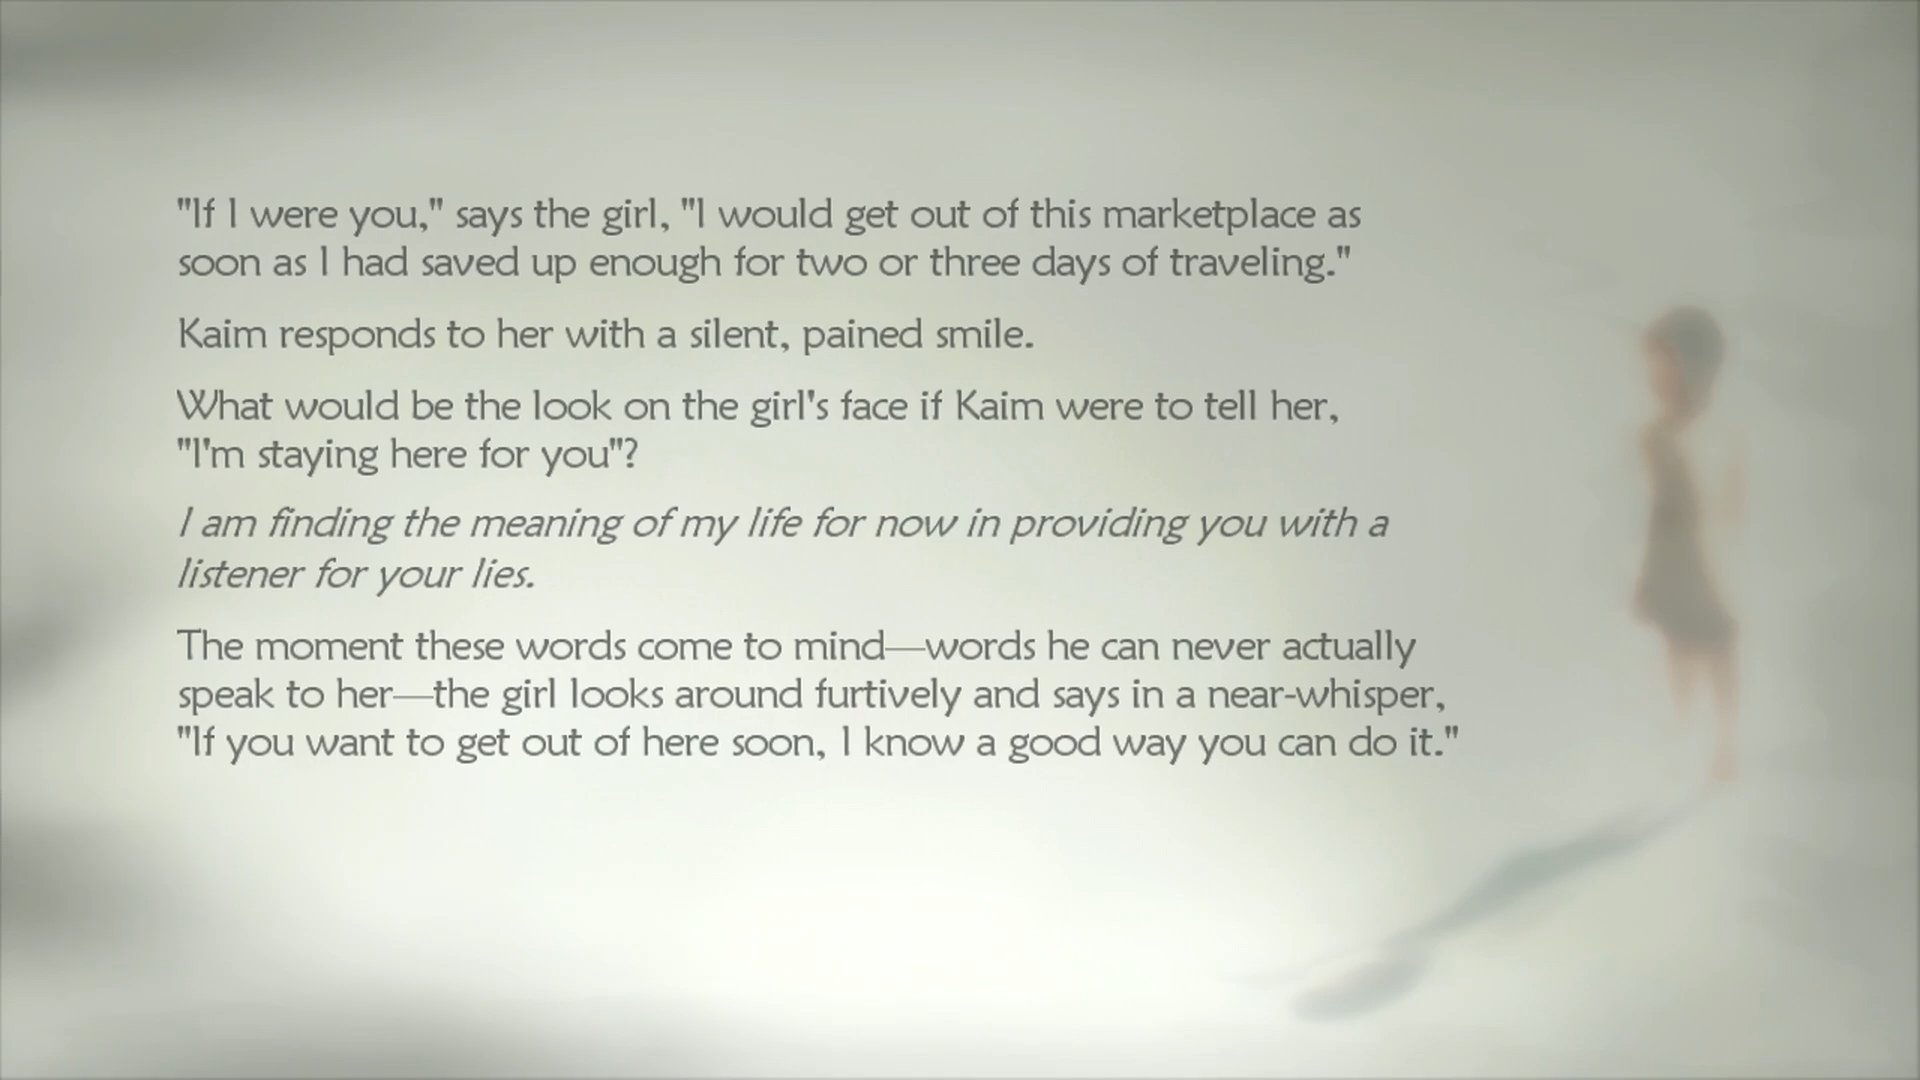 "If I were you," says the girl, "I would get out of this marketplace as
soon as I had saved up enough for two or three days of traveling."
Kaim responds to her with a silent, pained smile.
What would be the look on the girl's face if Kaim were to tell her,
"I'm staying here for you"?
I am finding the meaning of my life for now in providing you with a
listener for your lies.
The moment these words come to mind—words he can never actually
speak to her—the girl looks around furtively and says in a near-whisper,
"If you want to get out of here soon, I know a good way you can do it."